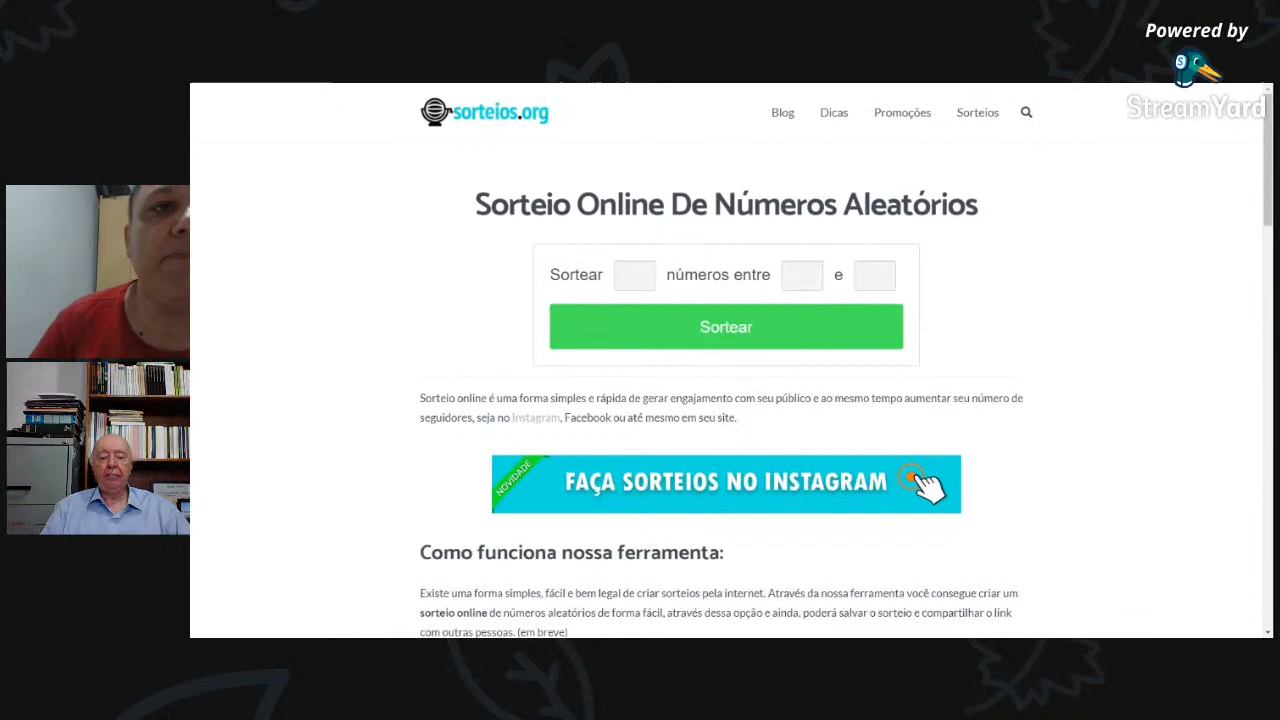 Powered by
StreamYard
sorteios.org
Blog Dicas Promoções Sorteios
Sorteio Online De Números Aleatórios
Sortear números entre e
Sortear
Sorteio online é uma forma simples e rápida de gerar engajamento com seu público e ao mesmo tempo aumentar seu número de
seguidores, seja no Instagram, Facebook ou até mesmo em seu site.
NOVIDADE
FAÇA SORTEIOS NO INSTAGRAM
Como funciona nossa ferramenta:
Existe uma forma simples, fácil e bem legal de criar sorteios pela internet. Através da nossa ferramenta você consegue criar um
sorteio online de números aleatórios de forma fácil, através dessa opção e ainda, poderá salvar o sorteio e compartilhar o link
com outras pessoas. (em breve)